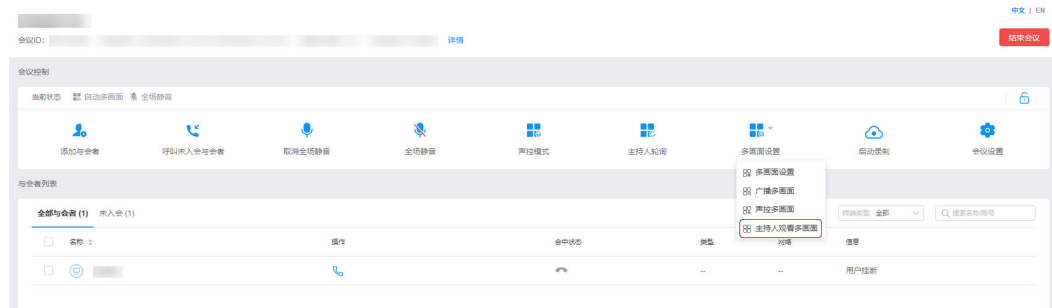 中文 | EN
会议ID: 详情
结束会议
会议控制
当前状态 自动多画面 全场静音
添加与会者 呼叫未入会与会者 取消全场静音 全场静音 声控模式 主持人轮询 多画面设置 启动录制 会议设置
多画面设置
广播多画面
声控多画面
主持人观看多画面
与会者列表
全部与会者 (1) 未入会 (1)
终端类型 全部 搜索名称/账号
名称 操作 会中状态 类型 网络 信息
-- -- 用户挂断